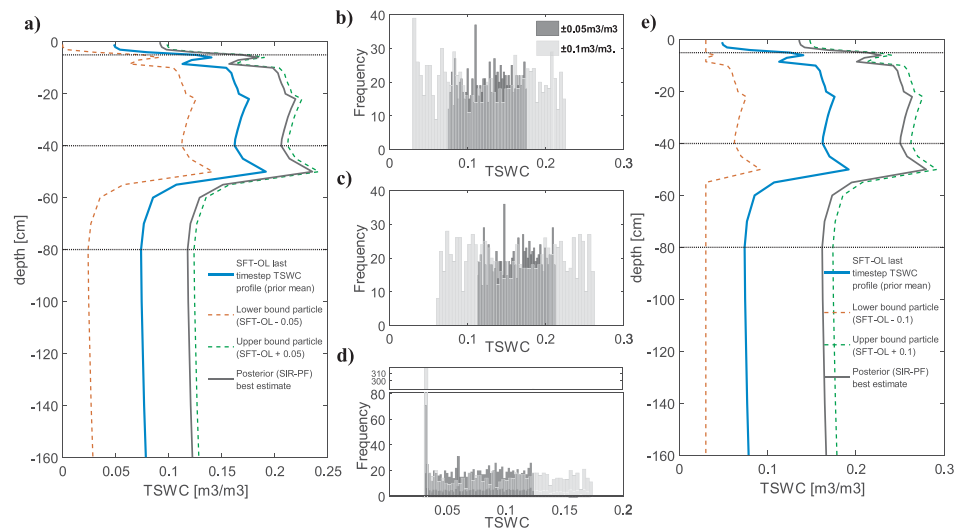 a)
0
-20
-40
-60
-80
-100
-120
-140
-160
depth [cm]
0
0.05
0.1
0.15
0.2
0.25
TSWC [m3/m3]
SFT-OL last
timestep TSWC
profile (prior mean)
Lower bound particle
(SFT-OL - 0.05)
Upper bound particle
(SFT-OL + 0.05)
Posterior (SIR-PF)
best estimate
b)
40
30
20
10
0
Frequency
±0.05m3/m3
±0.1m3/m3.
0
0.1
0.2
0.3
TSWC
c)
40
30
20
10
0
Frequency
0
0.1
0.2
0.3
TSWC
d)
310
300
80
60
40
20
0
Frequency
0.05
0.1
0.15
0.2
TSWC
e)
0
-20
-40
-60
-80
-100
-120
-140
-160
depth [cm]
0
0.1
0.2
0.3
TSWC [m3/m3]
SFT-OL last
timestep TSWC
profile (prior mean)
Lower bound particle
(SFT-OL - 0.1)
Upper bound particle
(SFT-OL + 0.1)
Posterior (SIR-PF)
best estimate